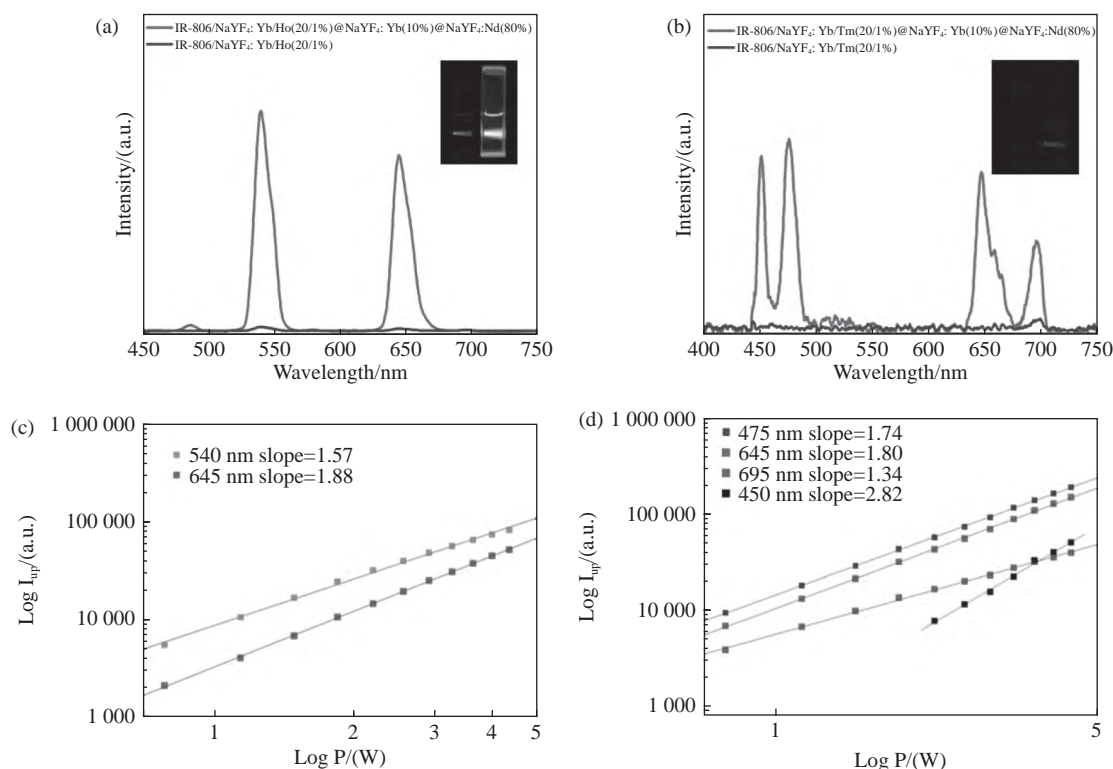 (a)
IR-806/NaYF₄: Yb/Ho(20/1%)@NaYF₄: Yb(10%)@NaYF₄:Nd(80%)
IR-806/NaYF₄: Yb/Ho(20/1%)
Intensity/(a.u.)
450 500 550 600 650 700 750
Wavelength/nm
(b)
IR-806/NaYF₄: Yb/Tm(20/1%)@NaYF₄: Yb(10%)@NaYF₄:Nd(80%)
IR-806/NaYF₄: Yb/Tm(20/1%)
Intensity/(a.u.)
400 450 500 550 600 650 700 750
Wavelength/nm
(c)
1 000 000
100 000
10 000
1 000
540 nm slope=1.57
645 nm slope=1.88
Log Iup/(a.u.)
1 2 3 4 5
Log P/(W)
(d)
1 000 000
100 000
10 000
1 000
475 nm slope=1.74
645 nm slope=1.80
695 nm slope=1.34
450 nm slope=2.82
Log Iup/(a.u.)
1 5
Log P/(W)